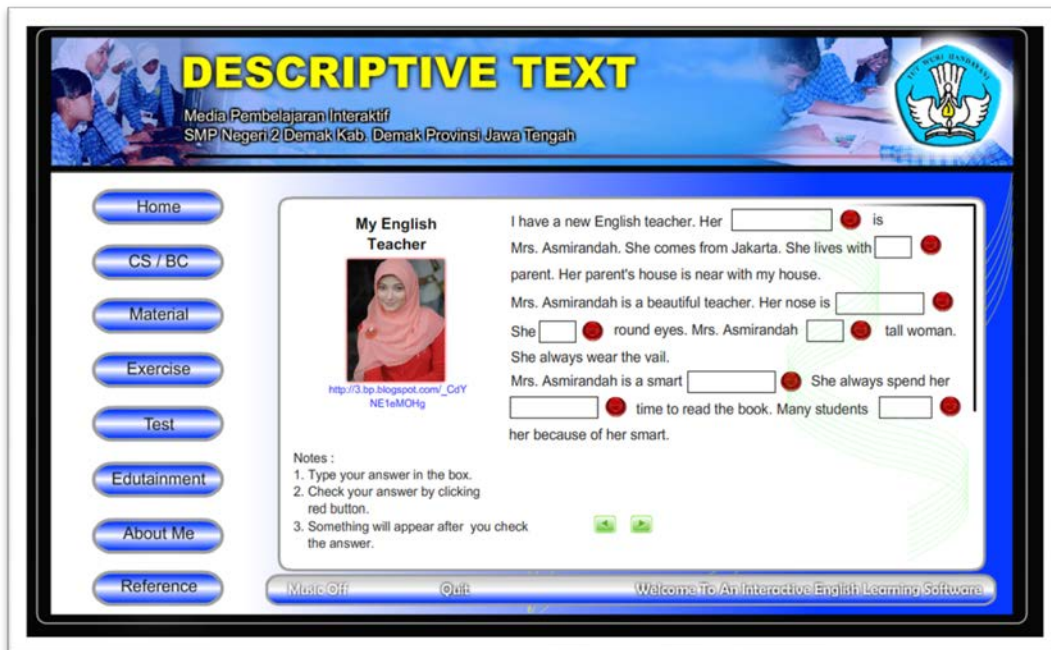 DESCRIPTIVE TEXT
Media Pembelajaran Interaktif
SMP Negeri 2 Demak Kab. Demak Provinsi Jawa Tengah
TUT WURI HANDAYANI
Home
CS / BC
Material
Exercise
Test
Edutainment
About Me
Reference
My English
Teacher
http://3.bp.blogspot.com/_CdY
NE1eMOHg
I have a new English teacher. Her is
Mrs. Asmirandah. She comes from Jakarta. She lives with
parent. Her parent's house is near with my house.
Mrs. Asmirandah is a beautiful teacher. Her nose is
She round eyes. Mrs. Asmirandah tall woman.
She always wear the vail.
Mrs. Asmirandah is a smart She always spend her
time to read the book. Many students
her because of her smart.
Notes :
1. Type your answer in the box.
2. Check your answer by clicking
red button.
3. Something will appear after you check
the answer.
Music Off Quit Welcome To An Interactive English Learning Software